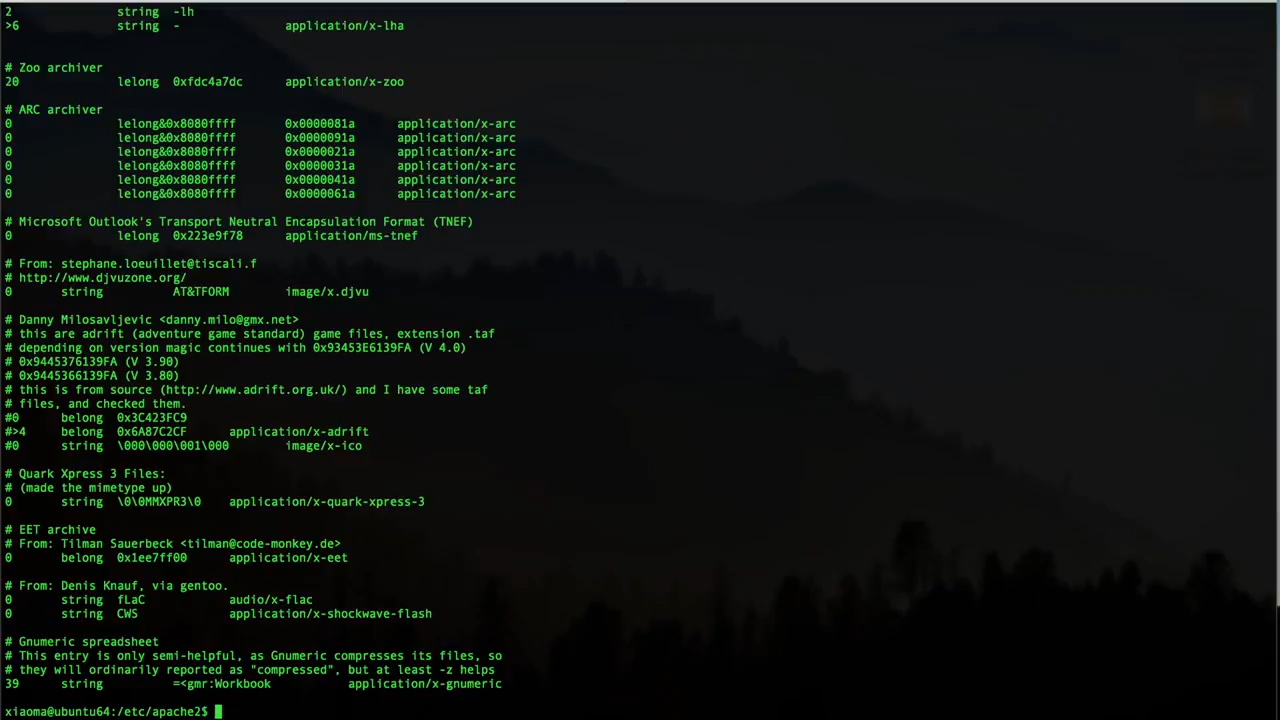 2               string  -lh
>6              string  -       application/x-lha
# Zoo archiver
20              lelong  0xfdc4a7dc      application/x-zoo
# ARC archiver
0               lelong&0x8080ffff       0x0000081a      application/x-arc
0               lelong&0x8080ffff       0x0000091a      application/x-arc
0               lelong&0x8080ffff       0x0000021a      application/x-arc
0               lelong&0x8080ffff       0x0000031a      application/x-arc
0               lelong&0x8080ffff       0x0000041a      application/x-arc
0               lelong&0x8080ffff       0x0000061a      application/x-arc
# Microsoft Outlook's Transport Neutral Encapsulation Format (TNEF)
0               lelong  0x223e9f78      application/ms-tnef
# From: stephane.loeuillet@tiscali.f
# http://www.djvuzone.org/
0       string          AT&TFORM        image/x.djvu
# Danny Milosavljevic <danny.milo@gmx.net>
# this are adrift (adventure game standard) game files, extension .taf
# depending on version magic continues with 0x93453E6139FA (V 4.0)
# 0x9445376139FA (V 3.90)
# 0x9445366139FA (V 3.80)
# this is from source (http://www.adrift.org.uk/) and I have some taf
# files, and checked them.
#0      belong  0x3C423FC9
#>4     belong  0x6A87C2CF      application/x-adrift
#0      string  \000\000\001\000        image/x-ico
# Quark Xpress 3 Files:
# (made the mimetype up)
0       string  \0\0MMXPR3\0    application/x-quark-xpress-3
# EET archive
# From: Tilman Sauerbeck <tilman@code-monkey.de>
0       belong  0x1ee7ff00      application/x-eet
# From: Denis Knauf, via gentoo.
0       string  fLaC            audio/x-flac
0       string  CWS             application/x-shockwave-flash
# Gnumeric spreadsheet
# This entry is only semi-helpful, as Gnumeric compresses its files, so
# they will ordinarily reported as "compressed", but at least -z helps
39      string          =<gmr:Workbook           application/x-gnumeric
xiaoma@ubuntu64:/etc/apache2$